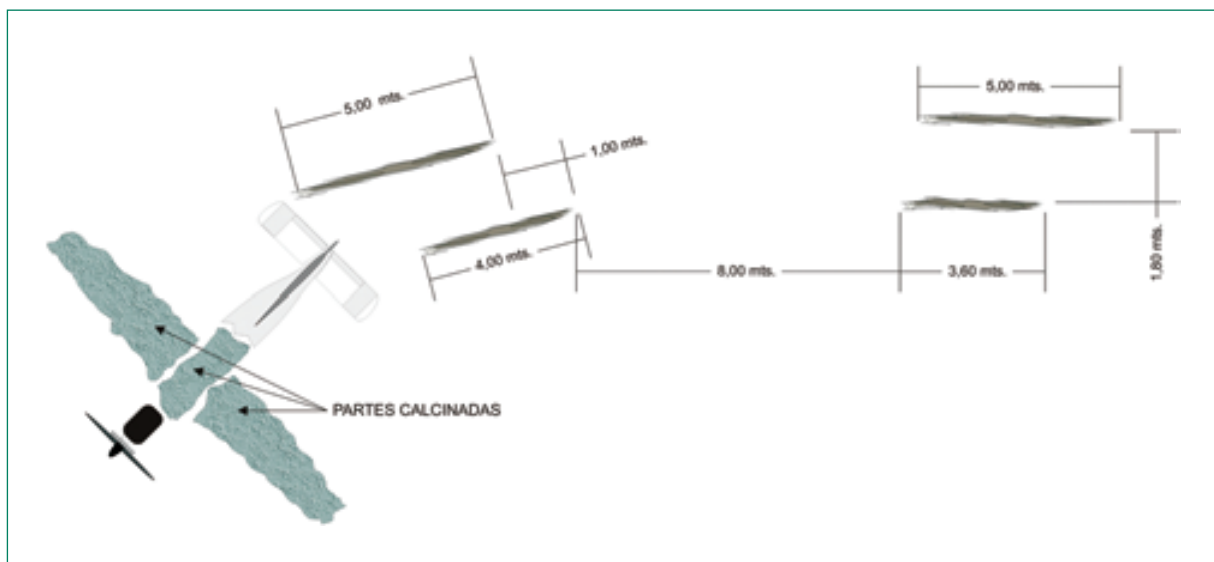 5,00 mts.
5,00 mts.
1,00 mts.
4,00 mts.
8,00 mts.
3,60 mts.
1,80 mts.
PARTES CALCINADAS